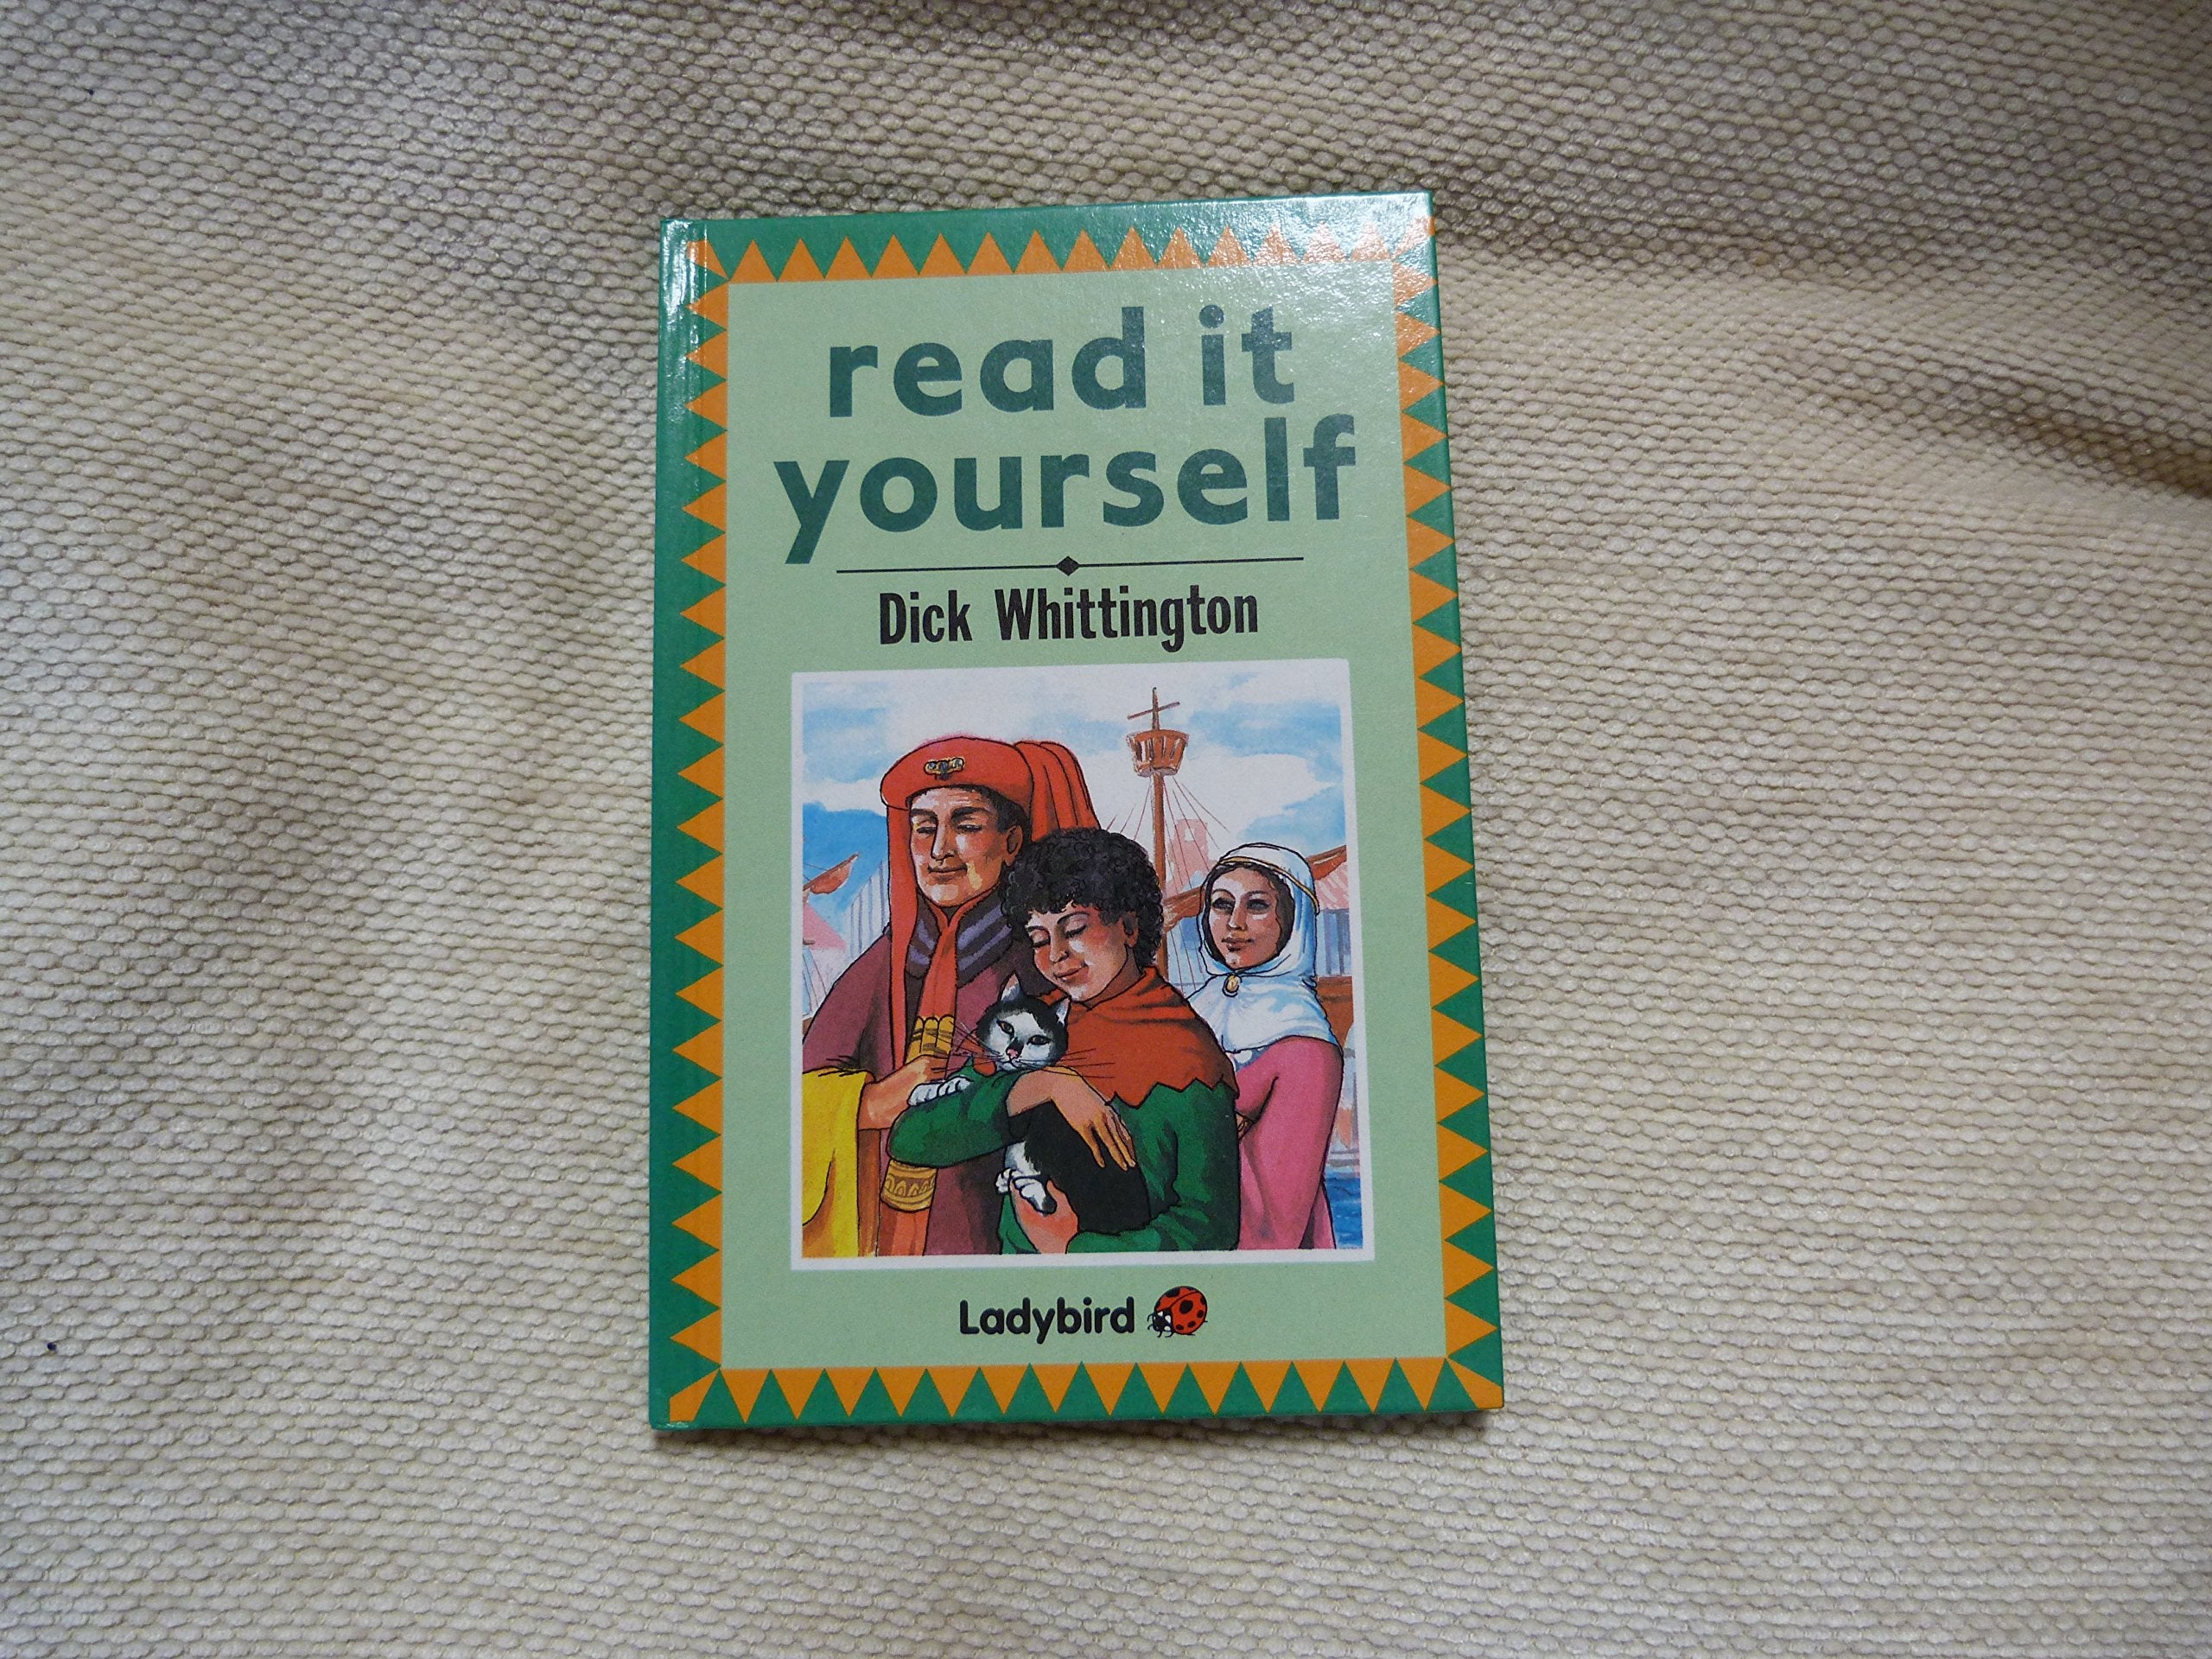 read it
yourself
Dick Whittington
Ladybird